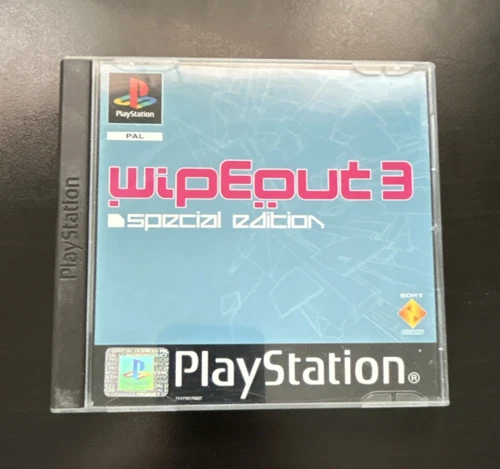 PlayStation
PAL
wipEout 3
special edition
SONY
PlayStation
PlayStation®